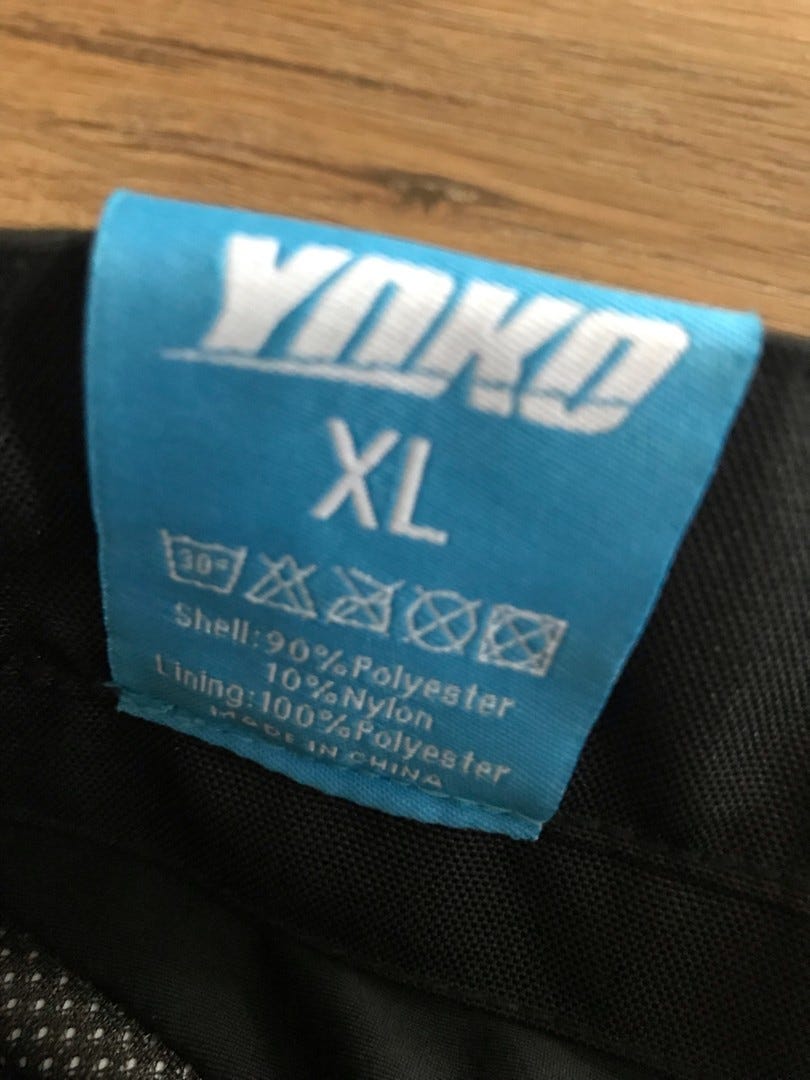 YOKO
XL
30°
Shell:90%Polyester
10%Nylon
Lining:100%Polyester
MADE IN CHINA